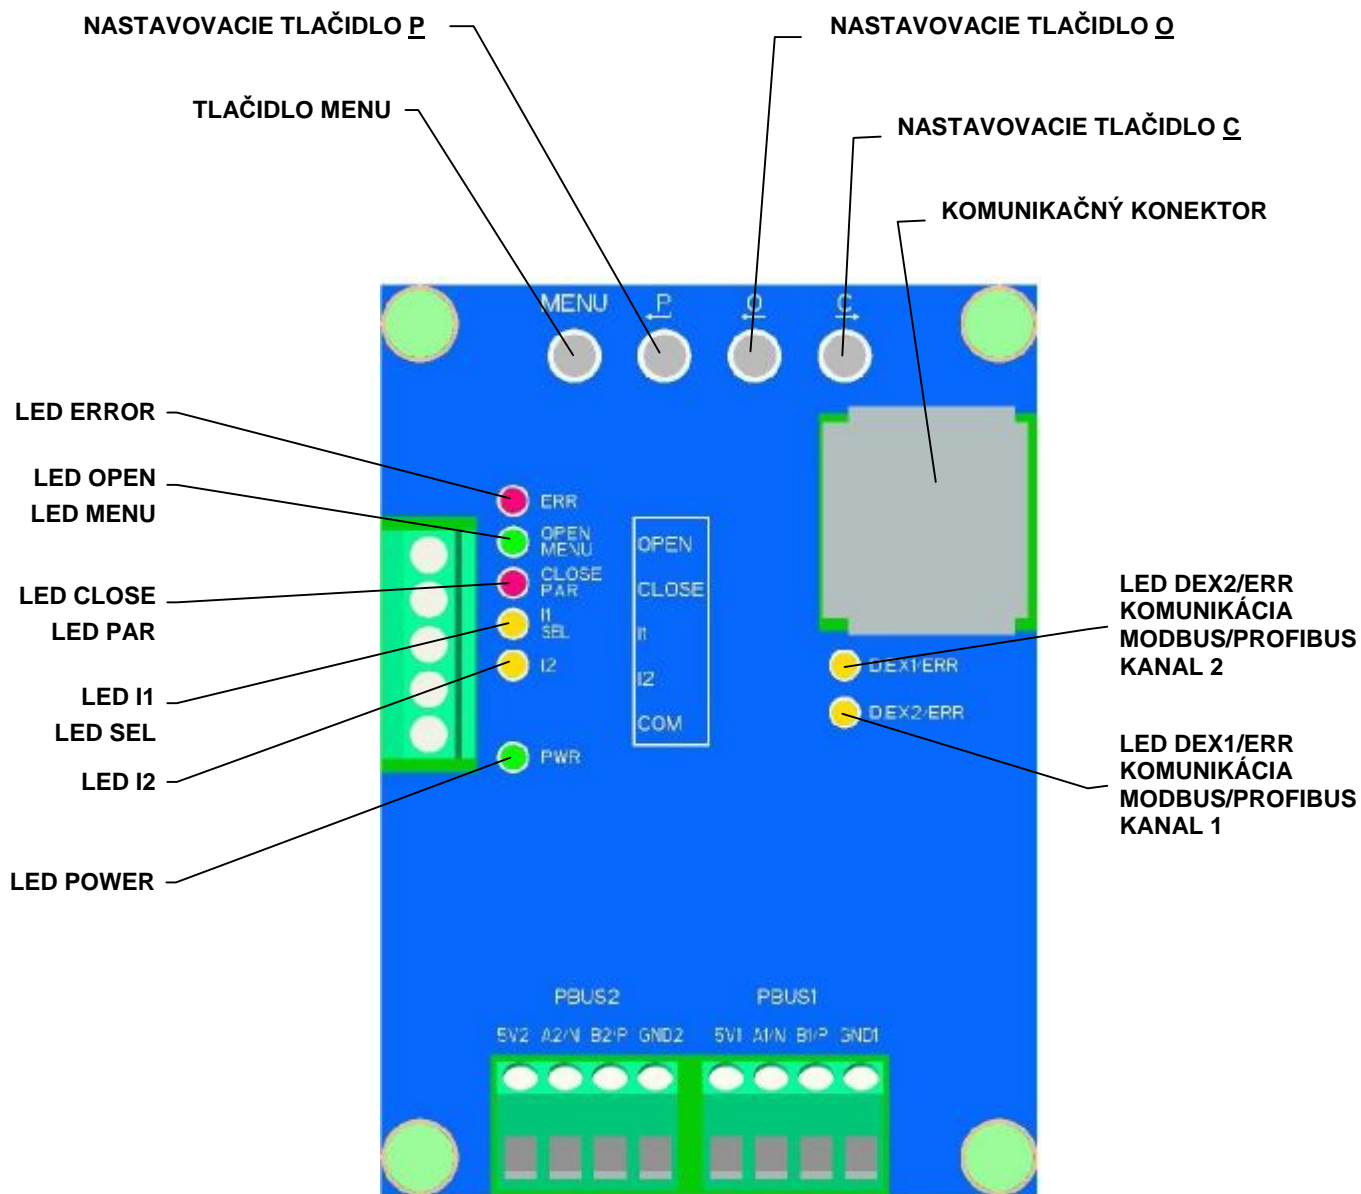 NASTAVOVACIE TLAČIDLO P
NASTAVOVACIE TLAČIDLO O
TLAČIDLO MENU
NASTAVOVACIE TLAČIDLO C
KOMUNIKAČNÝ KONEKTOR
MENU P O C
LED ERROR
LED OPEN
LED MENU
LED CLOSE
LED PAR
LED I1
LED SEL
LED I2
LED POWER
ERR
OPEN
MENU
CLOSE
PAR
I1
SEL
I2
PWR
OPEN
CLOSE
I1
I2
COM
D.EX1/ERR
D.EX2/ERR
LED DEX2/ERR
KOMUNIKÁCIA
MODBUS/PROFIBUS
KANAL 2
LED DEX1/ERR
KOMUNIKÁCIA
MODBUS/PROFIBUS
KANAL 1
PBUS2 PBUS1
5V2 A2/N B2/P GND2 5V1 A1/N B1/P GND1